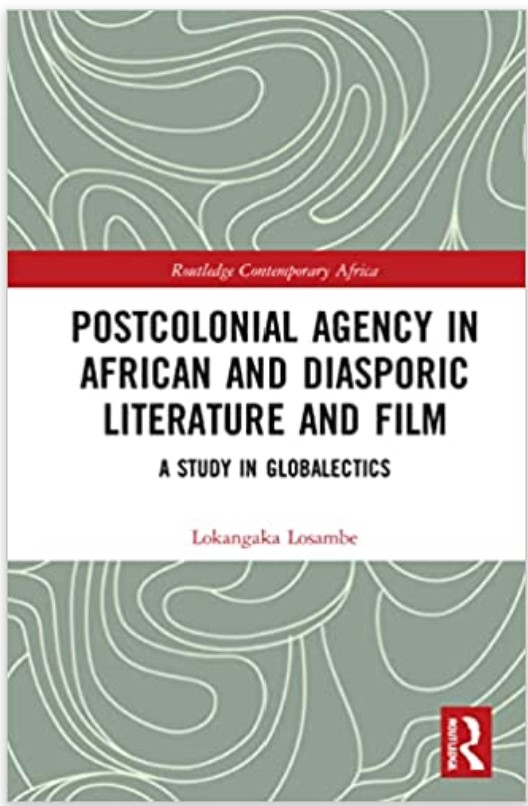 Routledge Contemporary Africa
POSTCOLONIAL AGENCY IN
AFRICAN AND DIASPORIC
LITERATURE AND FILM
A STUDY IN GLOBALECTICS
Lokangaka Losambe
ROUTLEDGE